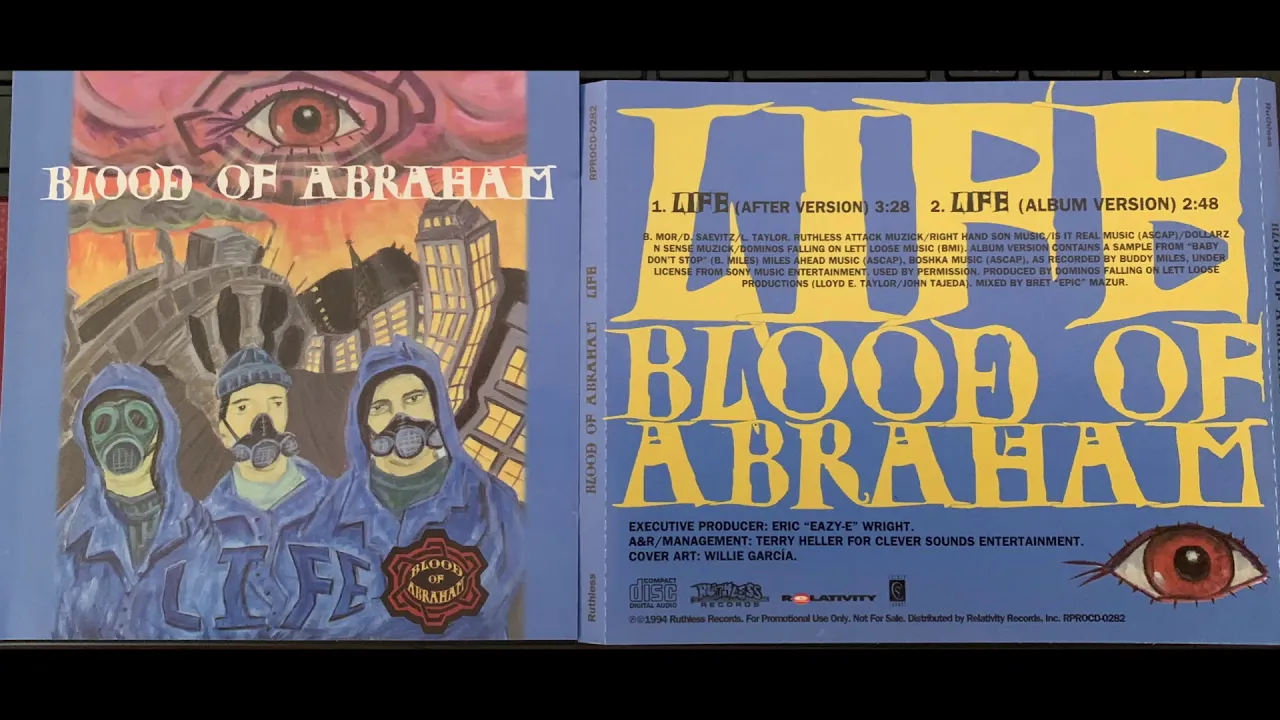 BLOOD OF ABRAHAM
LIFE
BLOOD
OF
ABRAHAM
RPROCD-0282
BLOOD OF ABRAHAM LIFE
Ruthless
LIFE
1. LIFE (AFTER VERSION) 3:28 2. LIFE (ALBUM VERSION) 2:48
B. MOR/D. SAEVITZ/L. TAYLOR. RUTHLESS ATTACK MUZICK/RIGHT HAND SON MUSIC/IS IT REAL MUSIC (ASCAP)/DOLLARZ
N SENSE MUZICK/DOMINOS FALLING ON LETT LOOSE MUSIC (BMI). ALBUM VERSION CONTAINS A SAMPLE FROM "BABY
DON'T STOP" (B. MILES) MILES AHEAD MUSIC (ASCAP), BOSHKA MUSIC (ASCAP), AS RECORDED BY BUDDY MILES, UNDER
LICENSE FROM SONY MUSIC ENTERTAINMENT. USED BY PERMISSION. PRODUCED BY DOMINOS FALLING ON LETT LOOSE
PRODUCTIONS (LLOYD E. TAYLOR/JOHN TAJEDA). MIXED BY BRET "EPIC" MAZUR.
BLOOD OF
ABRAHAM
EXECUTIVE PRODUCER: ERIC "EAZY-E" WRIGHT.
A&R/MANAGEMENT: TERRY HELLER FOR CLEVER SOUNDS ENTERTAINMENT.
COVER ART: WILLIE GARCÍA.
COMPACT
disc
DIGITAL AUDIO
RUTHLESS
RECORDS
RELATIVITY
℗©1994 Ruthless Records. For Promotional Use Only. Not For Sale. Distributed by Relativity Records, Inc. RPROCD-0282
Ruthless